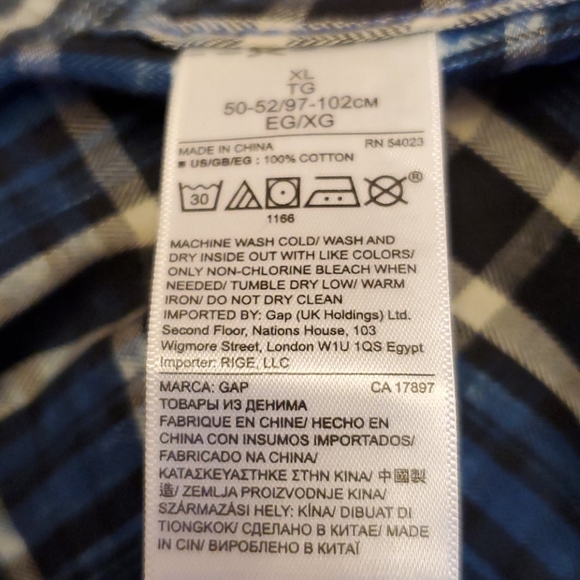 XL
TG
50-52/97-102CM
EG/XG
MADE IN CHINA RN 54023
■ US/GB/EG : 100% COTTON
30 ®
1166
MACHINE WASH COLD/ WASH AND
DRY INSIDE OUT WITH LIKE COLORS/
ONLY NON-CHLORINE BLEACH WHEN
NEEDED/ TUMBLE DRY LOW/ WARM
IRON/ DO NOT DRY CLEAN
IMPORTED BY: Gap (UK Holdings) Ltd.
Second Floor, Nations House, 103
Wigmore Street, London W1U 1QS Egypt
Importer: RIGE, LLC
MARCA: GAP CA 17897
ТОВАРЫ ИЗ ДЕНИМА
FABRIQUE EN CHINE/ HECHO EN
CHINA CON INSUMOS IMPORTADOS/
FABRICADO NA CHINA/
ΚΑΤΑΣΚΕΥΑΣΤΗΚΕ ΣΤΗΝ ΚΙΝΑ/ 中國製
造/ ZEMLJA PROIZVODNJE KINA/
SZÁRMAZÁSI HELY: KÍNA/ DIBUAT DI
TIONGKOK/ СДЕЛАНО В КИТАЕ/ MADE
IN CIN/ ВИРОБЛЕНО В КИТАЇ